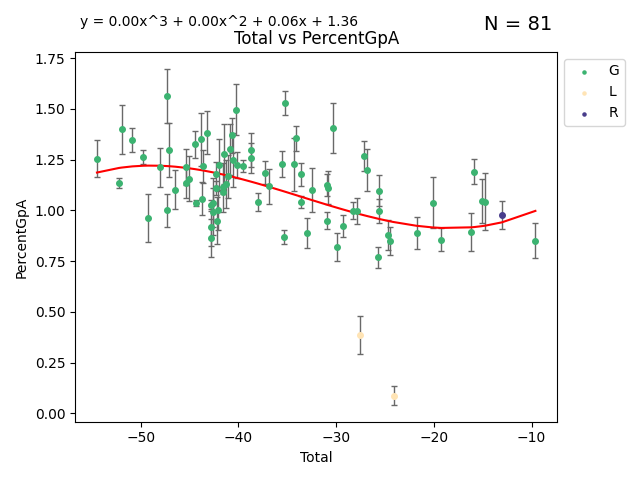 y = 0.00x^3 + 0.00x^2 + 0.06x + 1.36
N = 81
Total vs PercentGpA
1.75
1.50
1.25
1.00
0.75
0.50
0.25
0.00
PercentGpA
−50
−40
−30
−20
−10
Total
G
L
R